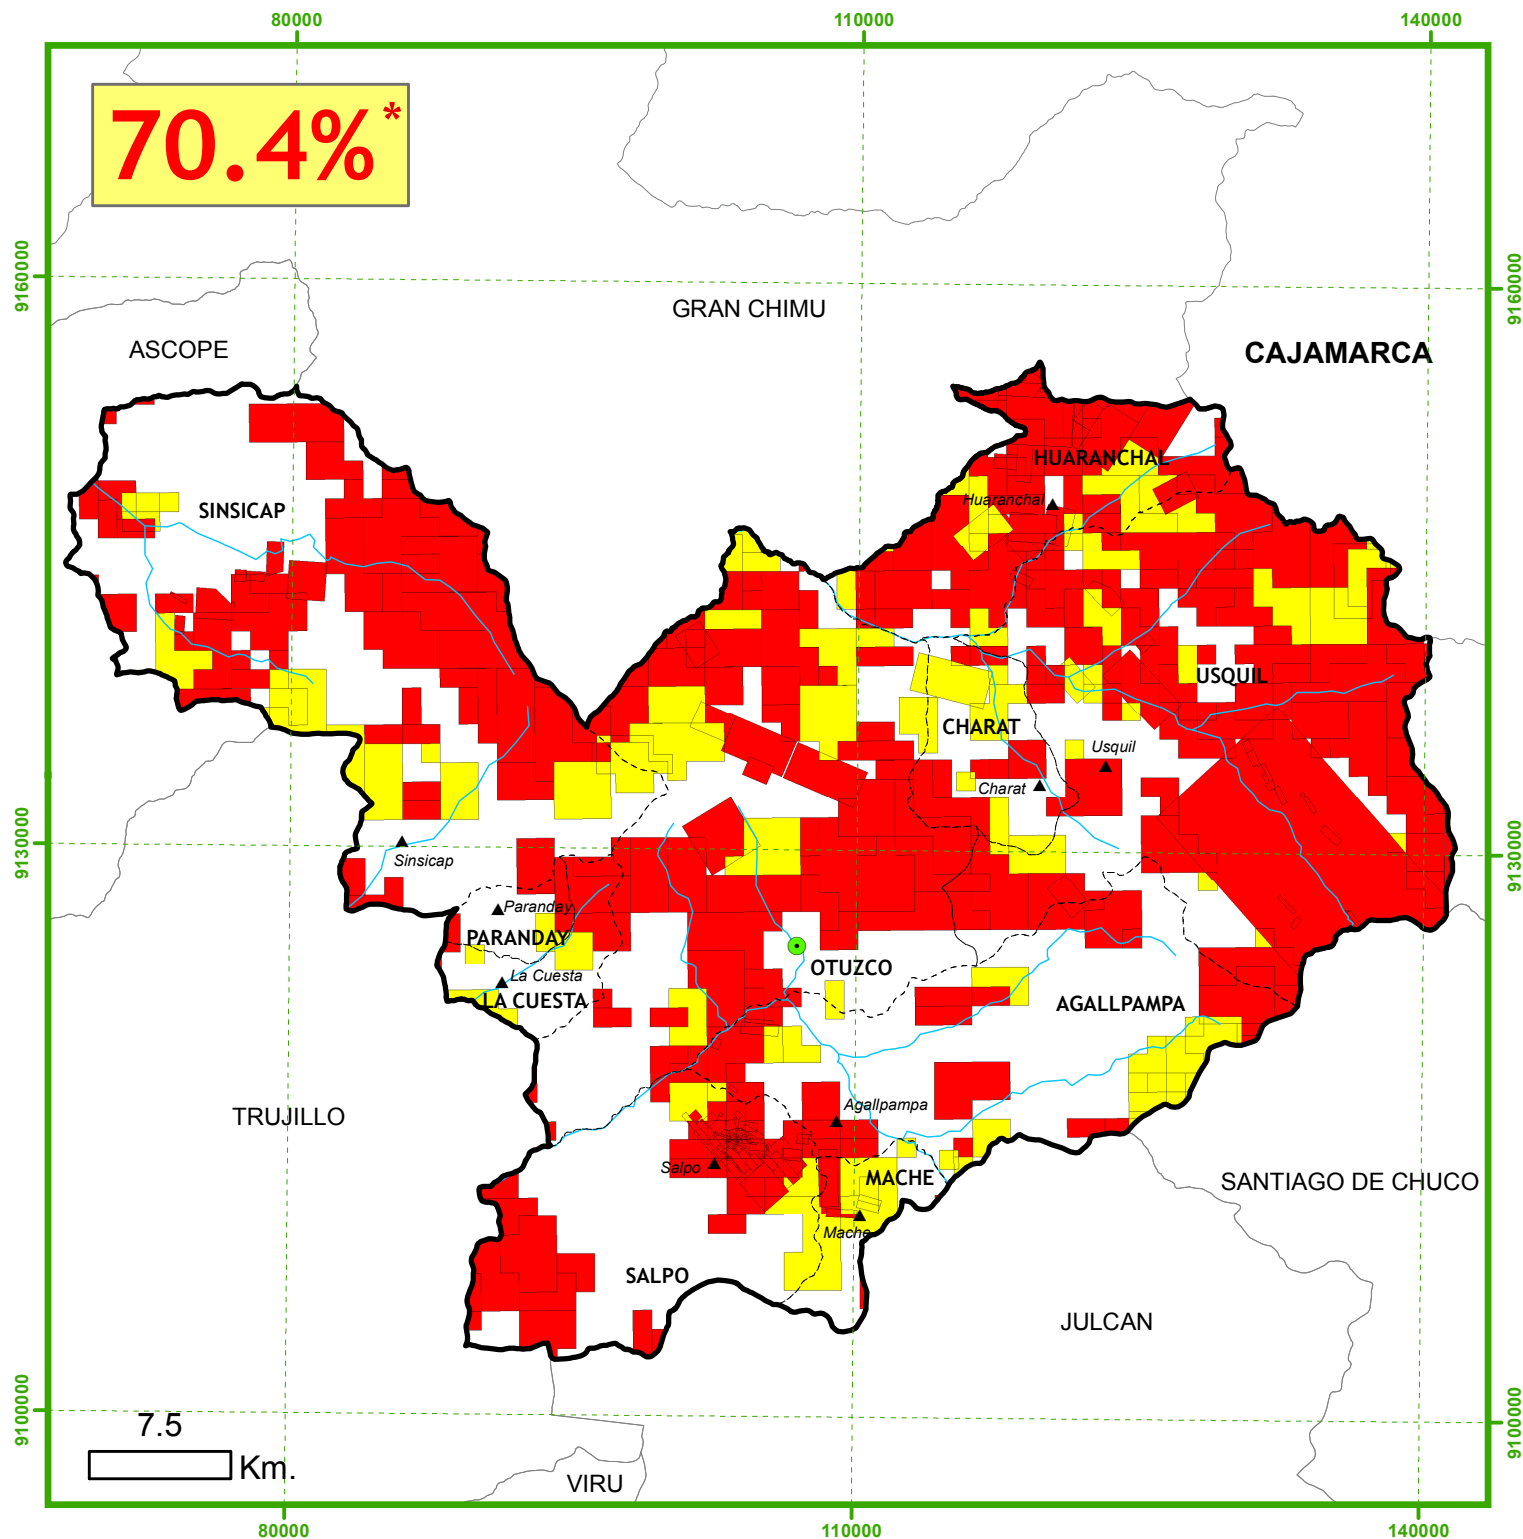 80000
110000
140000
70.4%*
9160000
9160000
GRAN CHIMU
ASCOPE
CAJAMARCA
HUARANCHAL
Huaranchal
SINSICAP
USQUIL
CHARAT
Usquil
Charat
9130000
9130000
Sinsicap
Paranday
PARANDAY
OTUZCO
La Cuesta
LA CUESTA
AGALLPAMPA
Agallpampa
TRUJILLO
Salpo
MACHE
SANTIAGO DE CHUCO
Mache
SALPO
JULCAN
9100000
9100000
7.5
Km.
VIRU
80000
110000
140000